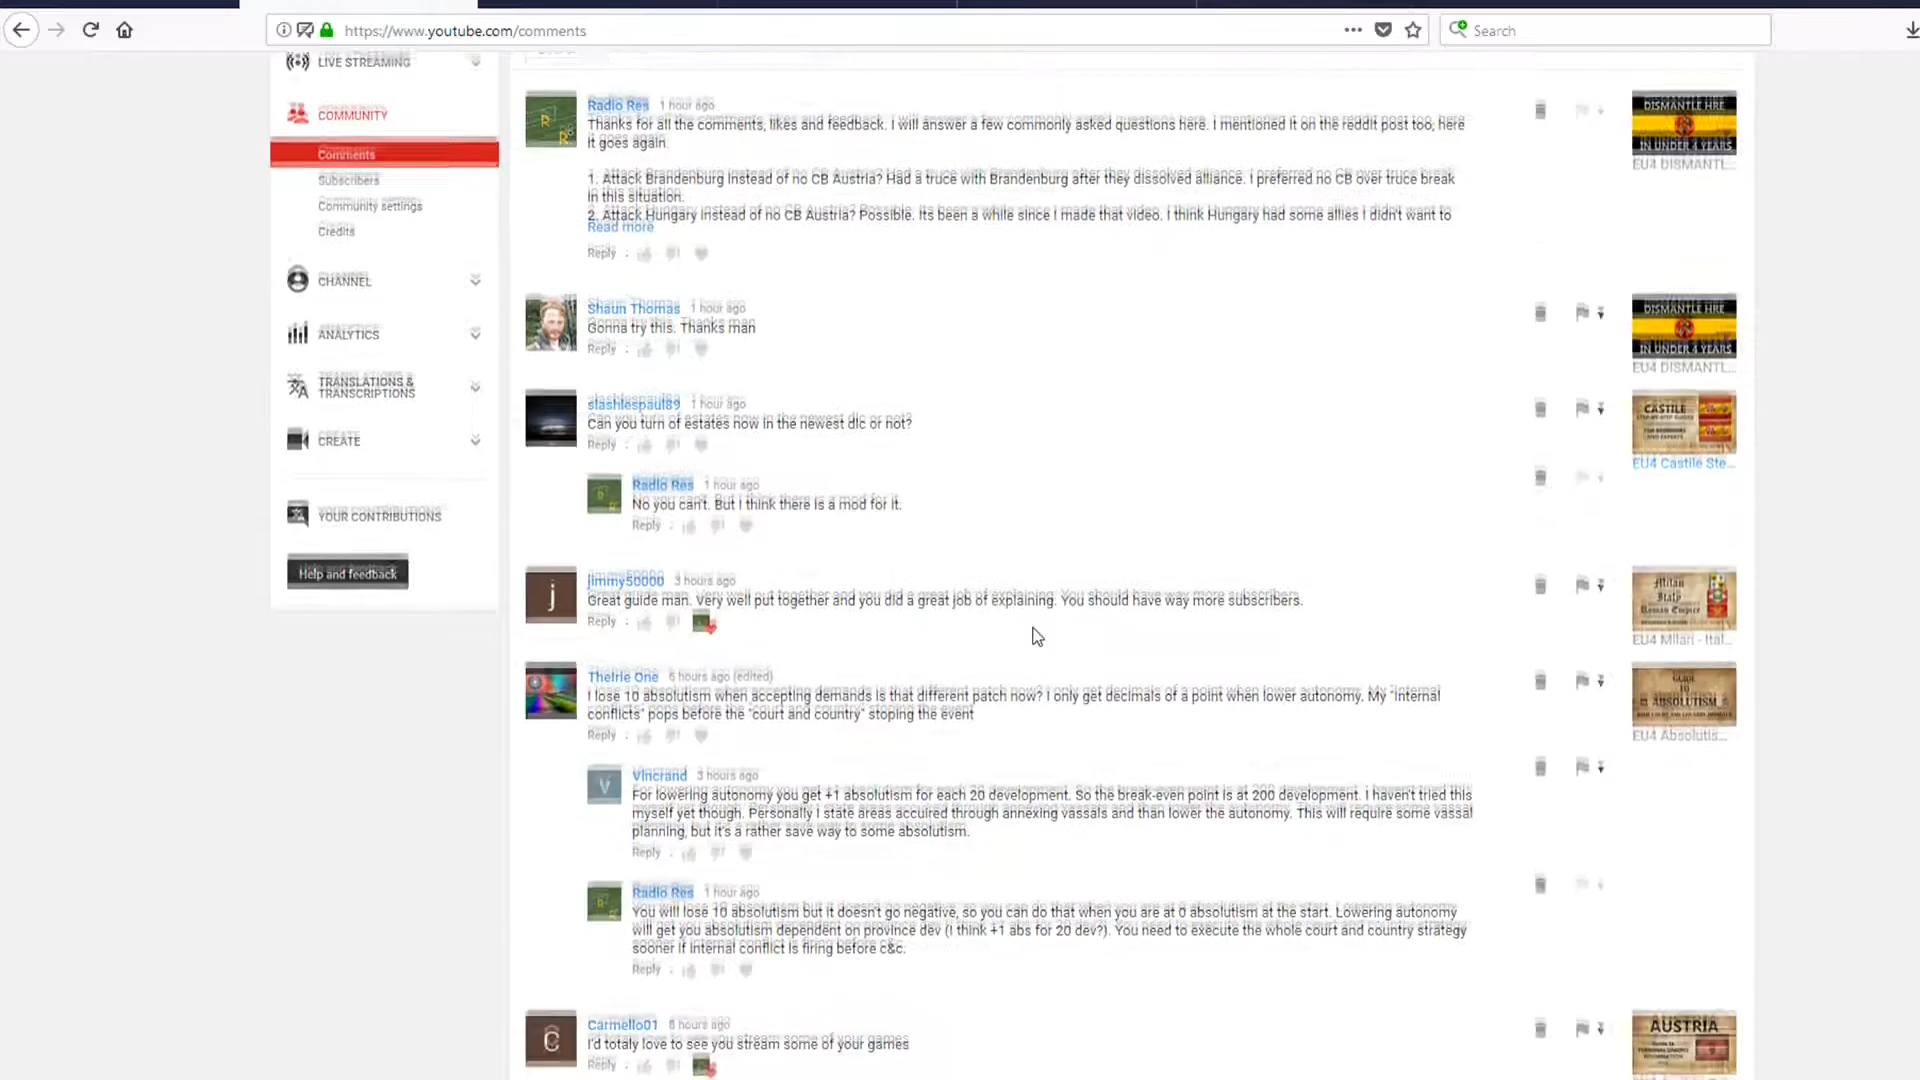 https://www.youtube.com/comments
Search
LIVE STREAMING
COMMUNITY
Comments
Subscribers
Community settings
Credits
CHANNEL
ANALYTICS
TRANSLATIONS &
TRANSCRIPTIONS
CREATE
YOUR CONTRIBUTIONS
Help and feedback
Radio Res 1 hour ago
Thanks for all the comments, likes and feedback. I will answer a few commonly asked questions here. I mentioned it on the reddit post too, here
it goes again.
1. Attack Brandenburg instead of no CB Austria? Had a truce with Brandenburg after they dissolved alliance. I preferred no CB over truce break
in this situation.
2. Attack Hungary instead of no CB Austria? Possible. Its been a while since I made that video. I think Hungary had some allies I didn't want to
Read more
Reply
DISMANTLE HRE
IN UNDER 4 YEARS
EU4 DISMANTL...
Shaun Thomas 1 hour ago
Gonna try this. Thanks man
Reply
DISMANTLE HRE
IN UNDER 4 YEARS
EU4 DISMANTL...
slashlespaul89 1 hour ago
Can you turn of estates now in the newest dlc or not?
Reply
CASTILE
EU4 Castile Ste...
Radio Res 1 hour ago
No you can't. But I think there is a mod for it.
Reply
j
jimmy50000 3 hours ago
Great guide man. Very well put together and you did a great job of explaining. You should have way more subscribers.
Reply
Milan
Italy
Roman Empire
EU4 Milan - Ital...
TheIrie One 6 hours ago (edited)
I lose 10 absolutism when accepting demands is that different patch now? I only get decimals of a point when lower autonomy. My "internal
conflicts" pops before the "court and country" stoping the event
Reply
GUIDE
TO
ABSOLUTISM
EU4 Absolutis...
V
Vincrand 3 hours ago
For lowering autonomy you get +1 absolutism for each 20 development. So the break-even point is at 200 development. I haven't tried this
myself yet though. Personally I state areas accuired through annexing vassals and than lower the autonomy. This will require some vassal
planning, but it's a rather save way to some absolutism.
Reply
Radio Res 1 hour ago
You will lose 10 absolutism but it doesn't go negative, so you can do that when you are at 0 absolutism at the start. Lowering autonomy
will get you absolutism dependent on province dev (I think +1 abs for 20 dev?). You need to execute the whole court and country strategy
sooner if internal conflict is firing before c&c.
Reply
C
Carmello01 8 hours ago
I'd totaly love to see you stream some of your games
Reply
AUSTRIA